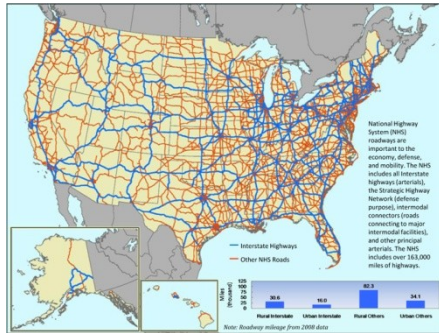 National Highway
System (NHS)
roadways are
important to the
economy, defense,
and mobility. The NHS
includes all Interstate
highways (arterials),
the Strategic Highway
Network (defense
purpose), intermodal
connectors (roads
connecting to major
intermodal facilities),
and other principal
arterials. The NHS
includes over 163,000
miles of highways.
Interstate Highways
Other NHS Roads
Miles
(thousand)
125
100
75
50
25
0
30.6
16.0
82.3
34.1
Rural Interstate
Urban Interstate
Rural Others
Urban Others
Note: Roadway mileage from 2008 data